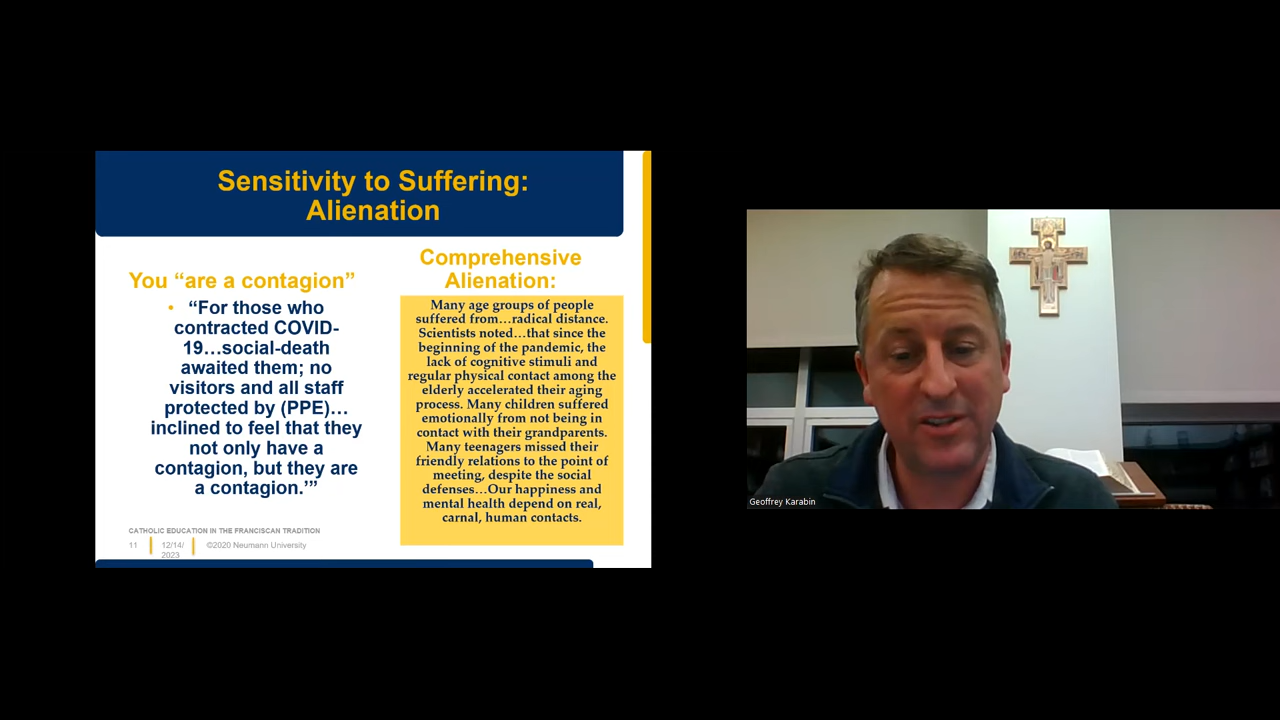 Sensitivity to Suffering:
Alienation
You “are a contagion”
• “For those who
contracted COVID-
19…social-death
awaited them; no
visitors and all staff
protected by (PPE)…
inclined to feel that they
not only have a
contagion, but they are
a contagion.’”
Comprehensive
Alienation:
Many age groups of people
suffered from…radical distance.
Scientists noted…that since the
beginning of the pandemic, the
lack of cognitive stimuli and
regular physical contact among the
elderly accelerated their aging
process. Many children suffered
emotionally from not being in
contact with their grandparents.
Many teenagers missed their
friendly relations to the point of
meeting, despite the social
defenses…Our happiness and
mental health depend on real,
carnal, human contacts.
CATHOLIC EDUCATION IN THE FRANCISCAN TRADITION
11 12/14/ ©2020 Neumann University
2023
Geoffrey Karabin